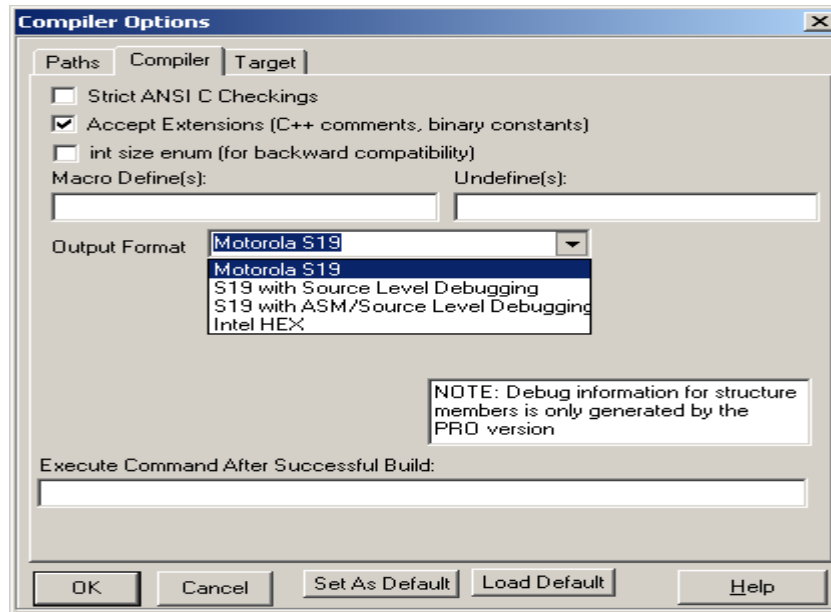 Compiler Options
Paths Compiler Target
Strict ANSI C Checkings
Accept Extensions (C++ comments, binary constants)
int size enum (for backward compatibility)
Macro Define(s): Undefine(s):
Output Format Motorola S19
Motorola S19
S19 with Source Level Debugging
S19 with ASM/Source Level Debugging
Intel HEX
NOTE: Debug information for structure
members is only generated by the
PRO version
Execute Command After Successful Build:
OK Cancel Set As Default Load Default Help